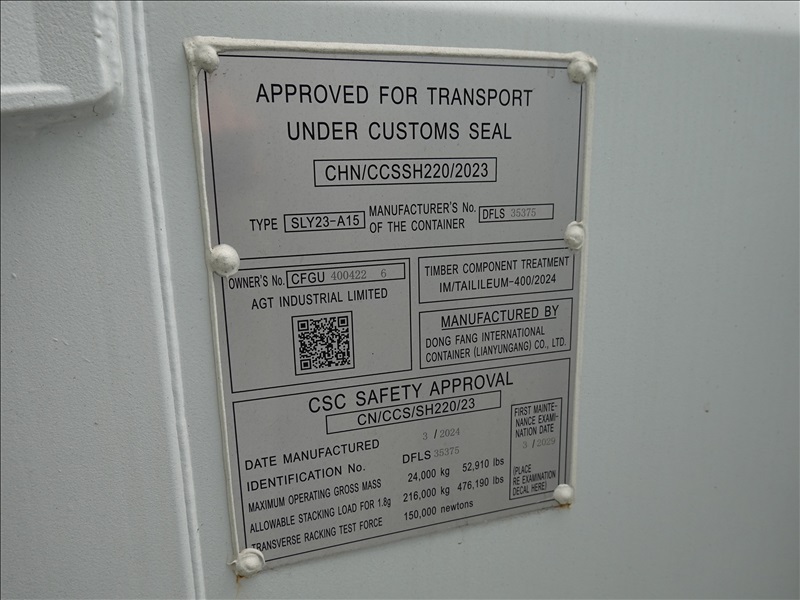 APPROVED FOR TRANSPORT
UNDER CUSTOMS SEAL
CHN/CCSSH220/2023
TYPE SLY23-A15 MANUFACTURER'S No. OF THE CONTAINER DFLS 35375
OWNER'S No. CFGU 400422 6
AGT INDUSTRIAL LIMITED
TIMBER COMPONENT TREATMENT
IM/TAILILEUM-400/2024
MANUFACTURED BY
DONG FANG INTERNATIONAL
CONTAINER (LIANYUNGANG) CO., LTD.
CSC SAFETY APPROVAL
CN/CCS/SH220/23
DATE MANUFACTURED 3 / 2024
IDENTIFICATION No. DFLS 35375
MAXIMUM OPERATING GROSS MASS 24,000 kg 52,910 lbs
ALLOWABLE STACKING LOAD FOR 1.8g 216,000 kg 476,190 lbs
TRANSVERSE RACKING TEST FORCE 150,000 newtons
FIRST MAINTE-
NANCE EXAMI-
NATION DATE
3 / 2029
(PLACE
RE EXAMINATION
DECAL HERE)